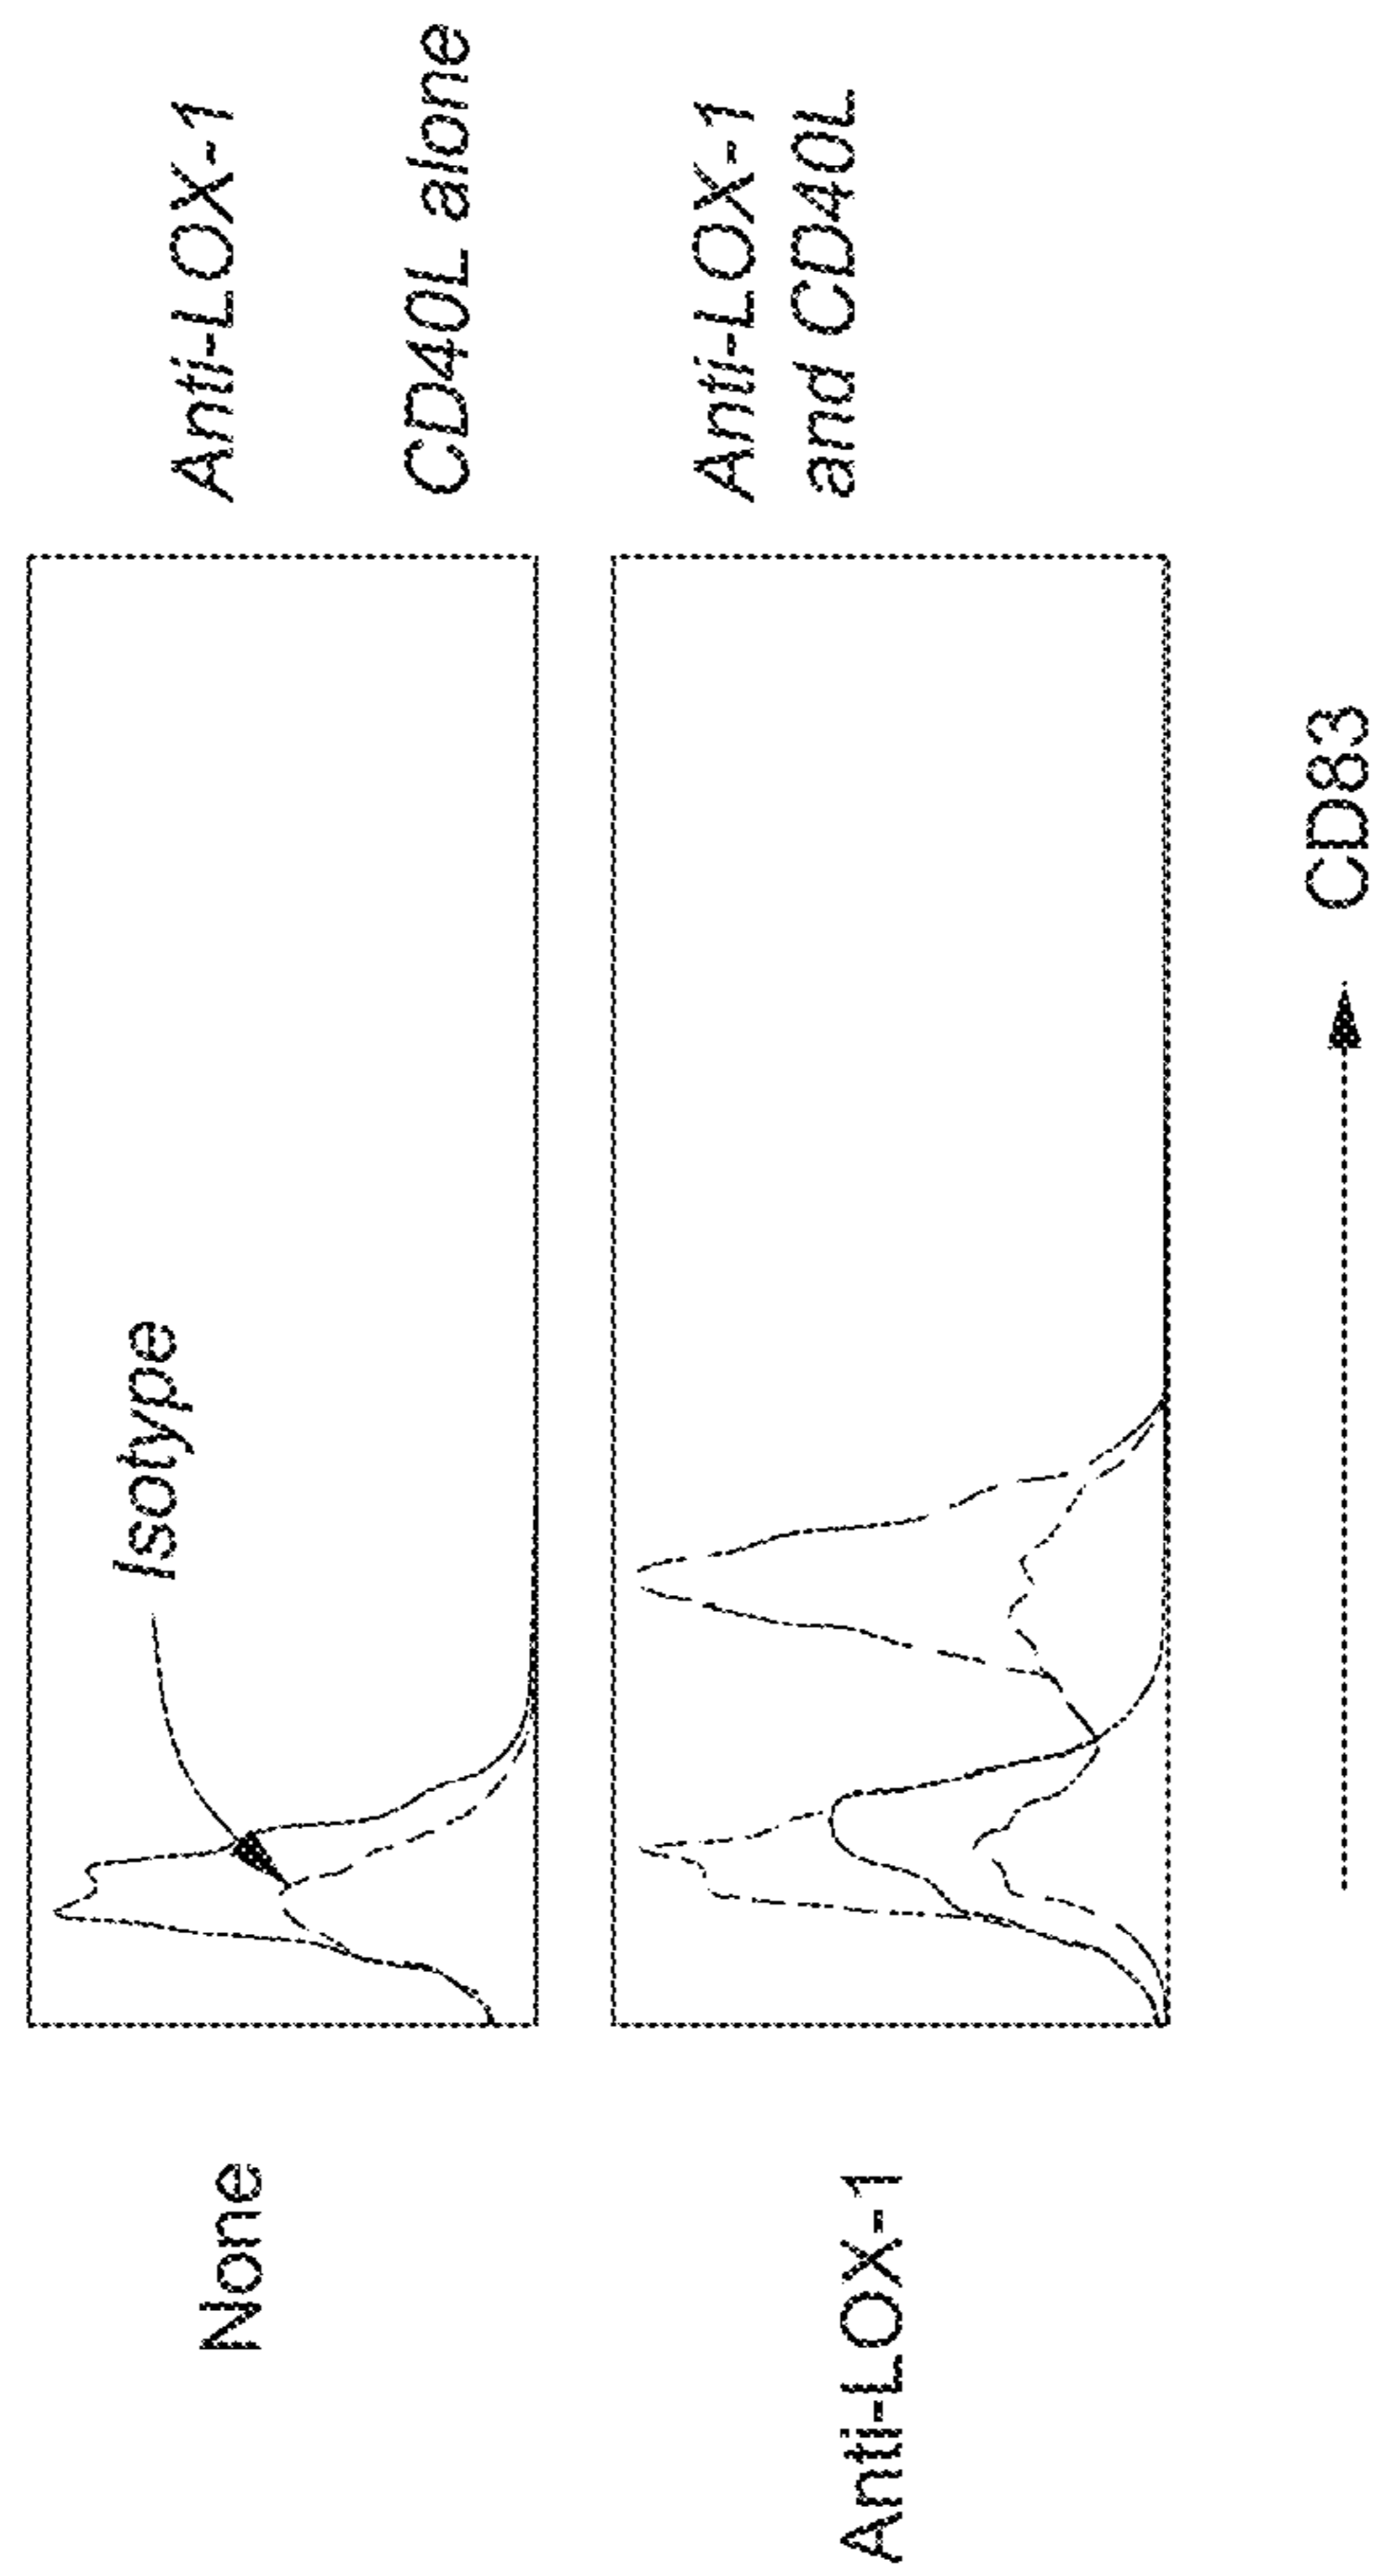 None
Isotype
Anti-LOX-1
CD40L alone
Anti-LOX-1
Anti-LOX-1
and CD40L
CD83